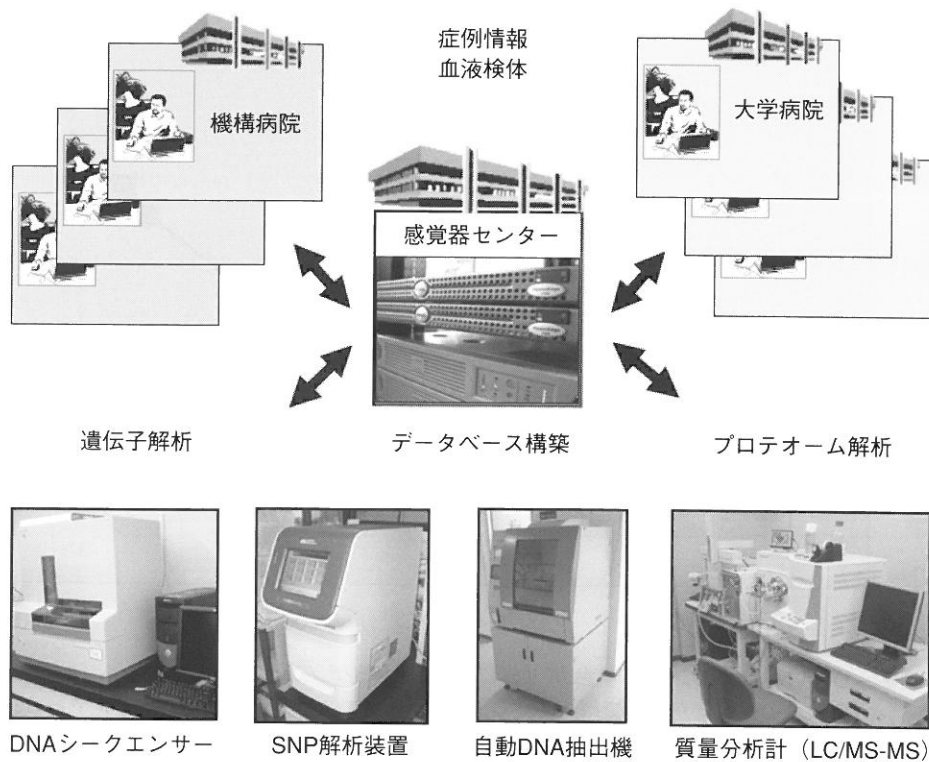 症例情報
血液検体
機構病院
大学病院
感覚器センター
遺伝子解析
データベース構築
プロテオーム解析
DNAシークエンサー
SNP解析装置
自動DNA抽出機
質量分析計(LC/MS-MS)